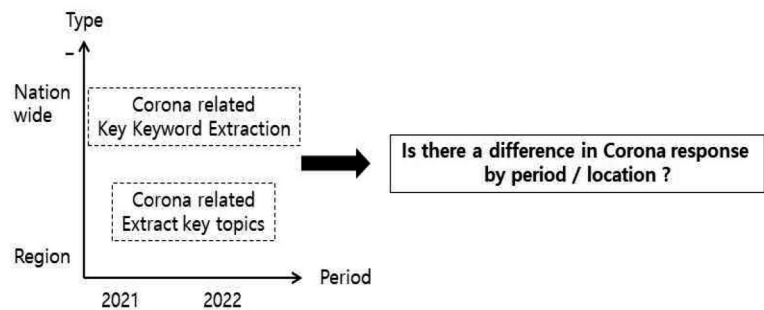 Type
Nation
wide
Corona related
Key Keyword Extraction
Is there a difference in Corona response
by period / location ?
Corona related
Extract key topics
Region
Period
2021
2022